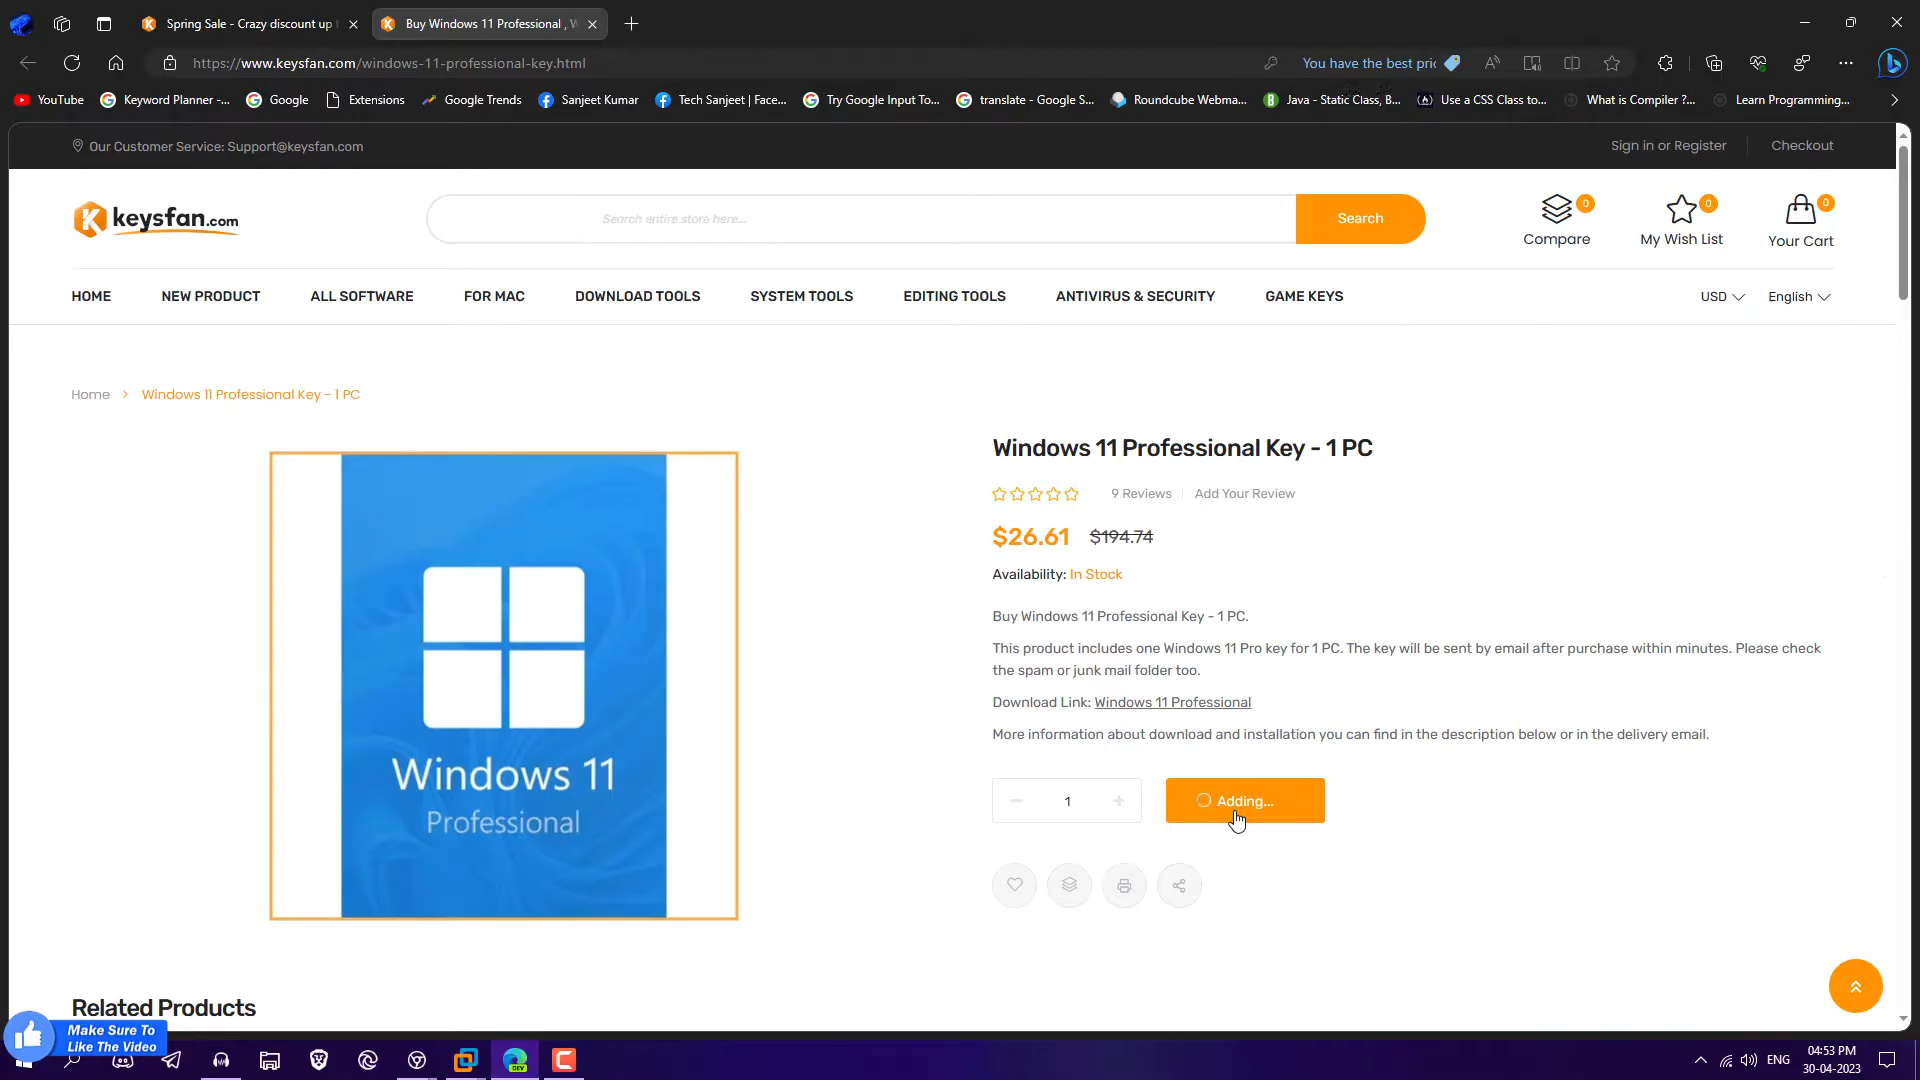 Spring Sale - Crazy discount up
Buy Windows 11 Professional , W
https://www.keysfan.com/windows-11-professional-key.html
You have the best pric
YouTube
Keyword Planner -...
Google
Extensions
Google Trends
Sanjeet Kumar
Tech Sanjeet | Face...
Try Google Input To...
translate - Google S...
Roundcube Webma...
Java - Static Class, B...
Use a CSS Class to...
What is Compiler ?...
Learn Programming...
Our Customer Service: Support@keysfan.com
Sign in or Register
Checkout
keysfan.com
Search entire store here...
Search
0
Compare
0
My Wish List
0
Your Cart
HOME
NEW PRODUCT
ALL SOFTWARE
FOR MAC
DOWNLOAD TOOLS
SYSTEM TOOLS
EDITING TOOLS
ANTIVIRUS & SECURITY
GAME KEYS
USD
English
Home
Windows 11 Professional Key - 1 PC
Windows 11
Professional
Windows 11 Professional Key - 1 PC
9 Reviews
Add Your Review
$26.61
$194.74
Availability: In Stock
Buy Windows 11 Professional Key - 1 PC.
This product includes one Windows 11 Pro key for 1 PC. The key will be sent by email after purchase within minutes. Please check
the spam or junk mail folder too.
Download Link: Windows 11 Professional
More information about download and installation you can find in the description below or in the delivery email.
1
Adding...
Related Products
Make Sure To
Like The Video
DEV
ENG
04:53 PM
30-04-2023